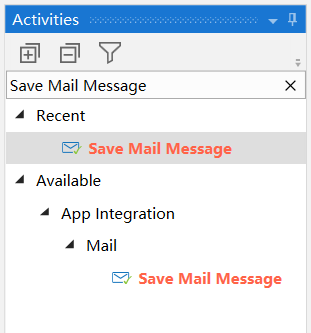 Activities
Save Mail Message
Recent
Save Mail Message
Available
App Integration
Mail
Save Mail Message